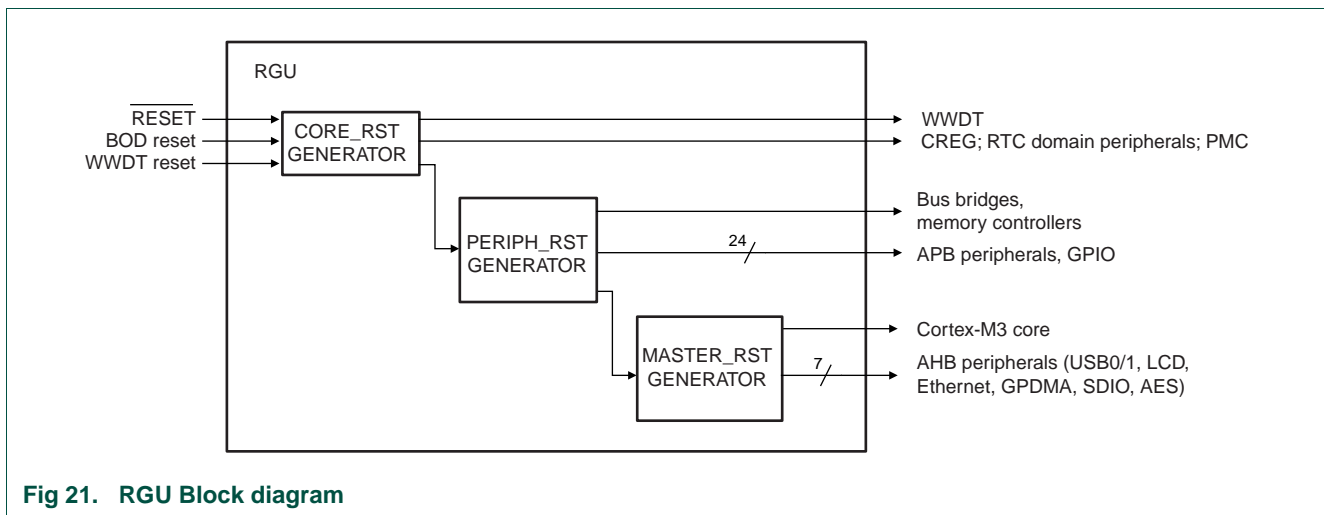 RGU
RESET
BOD reset
WWDT reset
CORE_RST
GENERATOR
WWDT
CREG; RTC domain peripherals; PMC
PERIPH_RST
GENERATOR
Bus bridges,
memory controllers
24
APB peripherals, GPIO
MASTER_RST
GENERATOR
Cortex-M3 core
7
AHB peripherals (USB0/1, LCD,
Ethernet, GPDMA, SDIO, AES)
Fig 21. RGU Block diagram